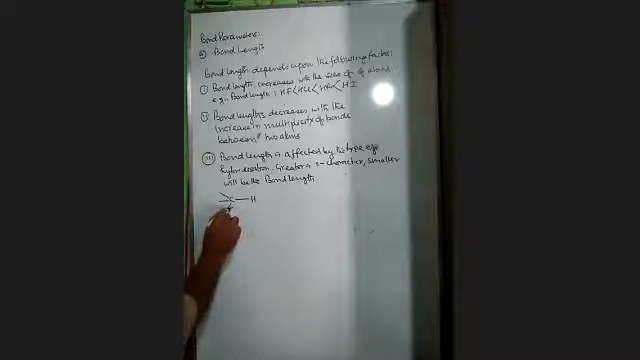 Bond Parameters:
(a) Bond Length
Bond length depends upon the following factors:
(i) Bond length increases with the size of of atoms
e.g. Bond length: HF<HCl<HBr<HI
(ii) Bond length decreases with the
increase in multiplicity of bonds
between two atoms
(iii) Bond length is affected by the type of
hybridisation. Greater is s-character, smaller
will be the Bond length
C—H